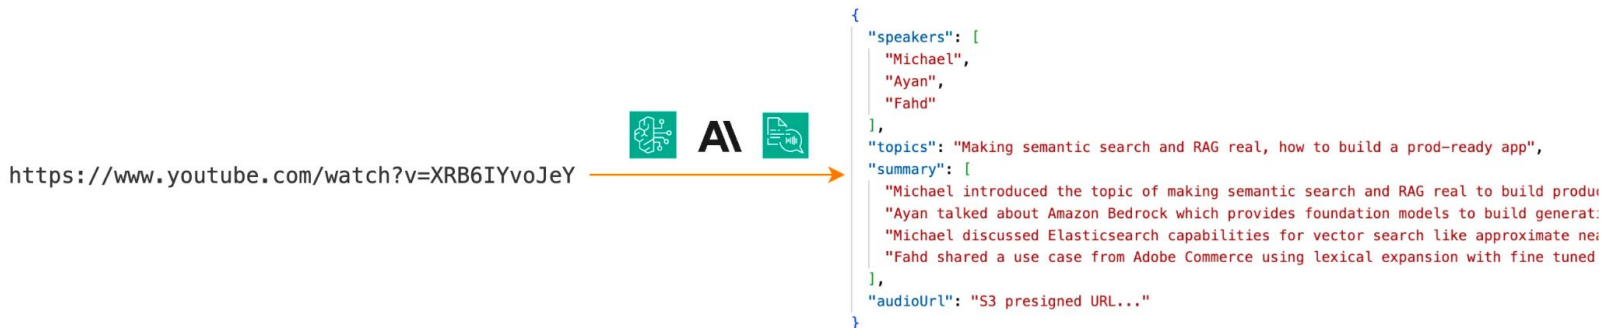 https://www.youtube.com/watch?v=XRB6IYvoJeY
A\
{
"speakers": [
"Michael",
"Ayan",
"Fahd"
],
"topics": "Making semantic search and RAG real, how to build a prod-ready app",
"summary": [
"Michael introduced the topic of making semantic search and RAG real to build
"Ayan talked about Amazon Bedrock which provides foundation models to build
"Michael discussed Elasticsearch capabilities for vector search like approximate
"Fahd shared a use case from Adobe Commerce using lexical expansion with fine tuned
],
"audioUrl": "S3 presigned URL..."
}